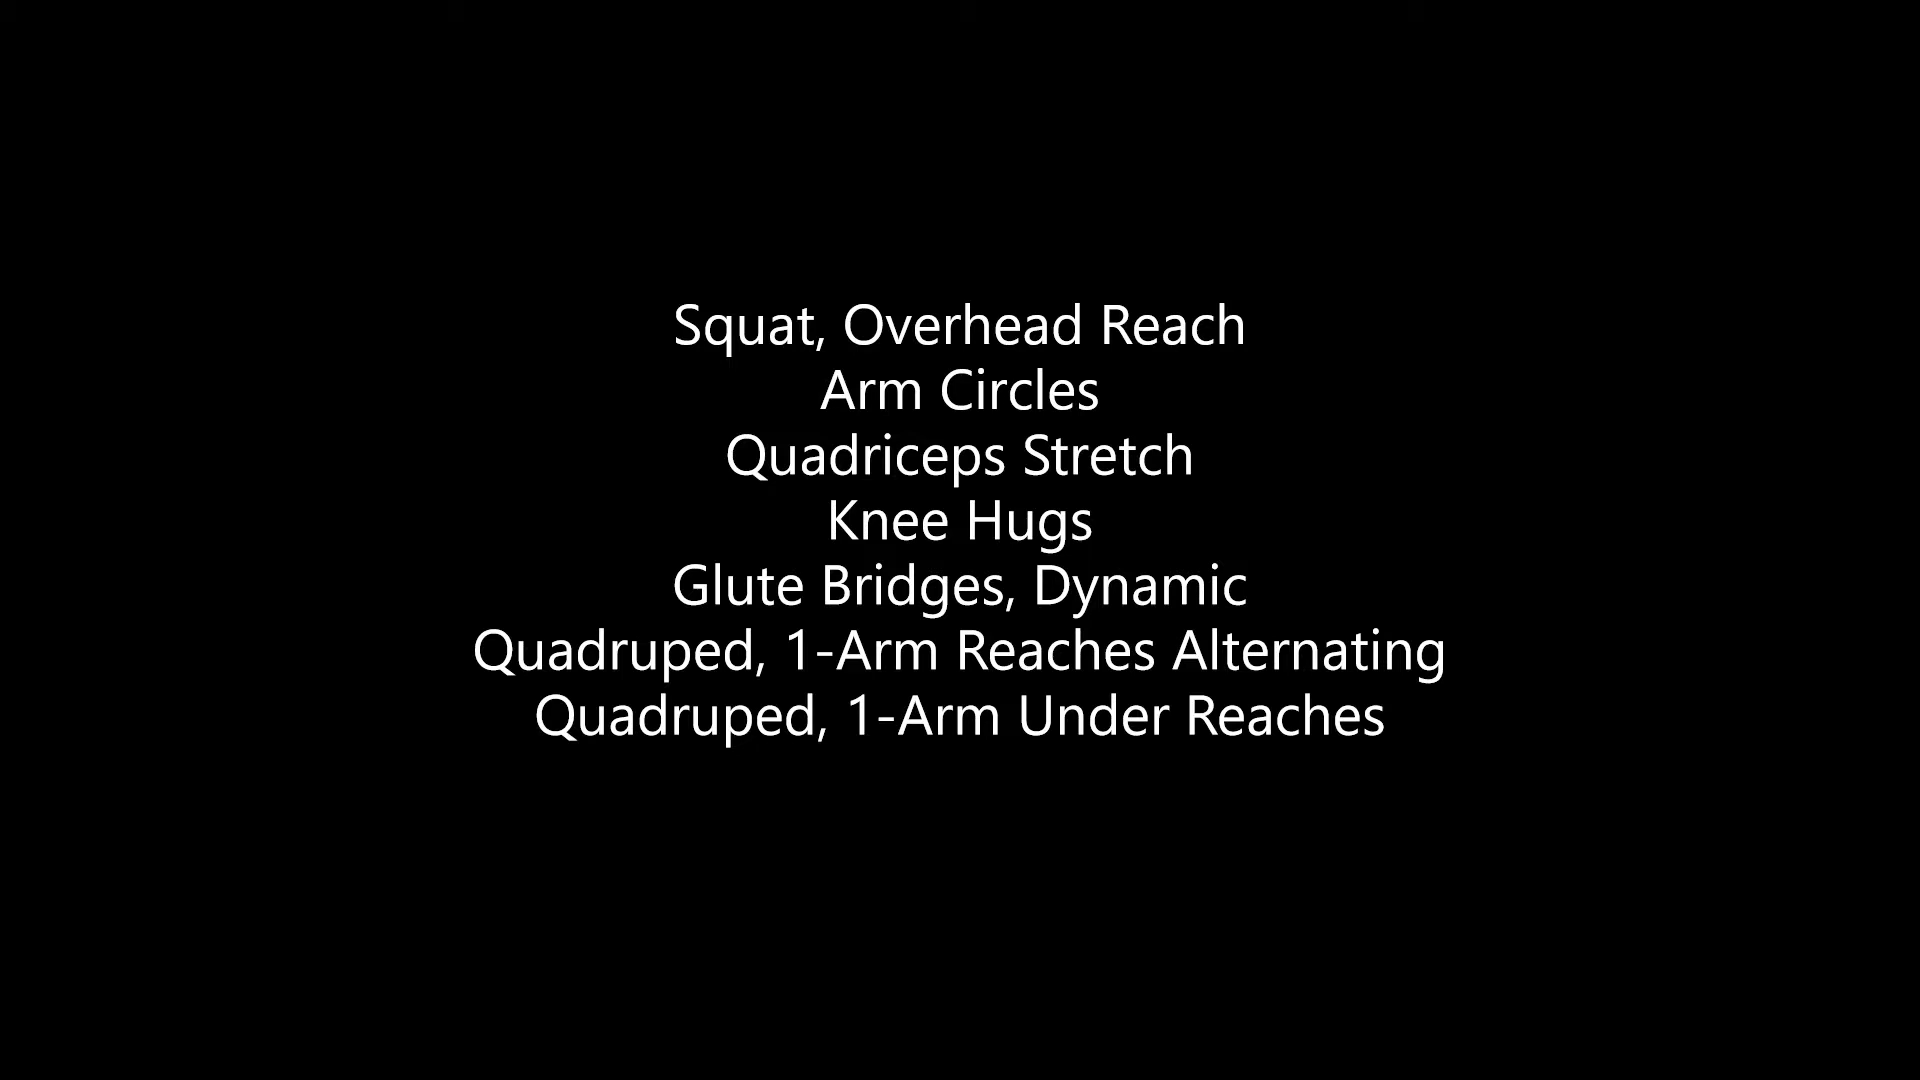 Squat, Overhead Reach
Arm Circles
Quadriceps Stretch
Knee Hugs
Glute Bridges, Dynamic
Quadruped, 1-Arm Reaches Alternating
Quadruped, 1-Arm Under Reaches